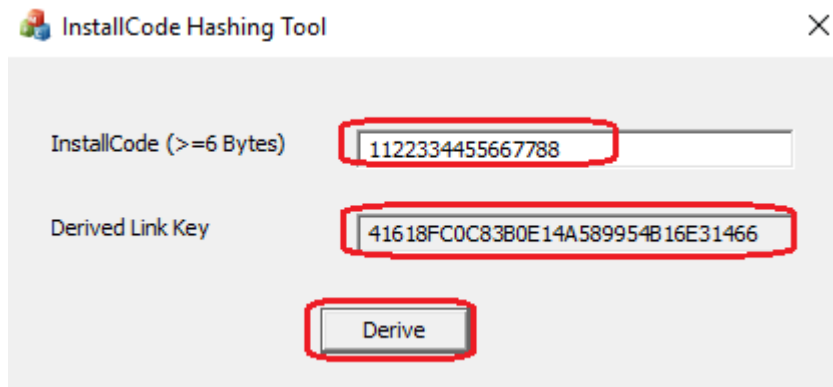 InstallCode Hashing Tool
InstallCode (>=6 Bytes) 1122334455667788
Derived Link Key 41618FC0C83B0E14A589954B16E31466
Derive